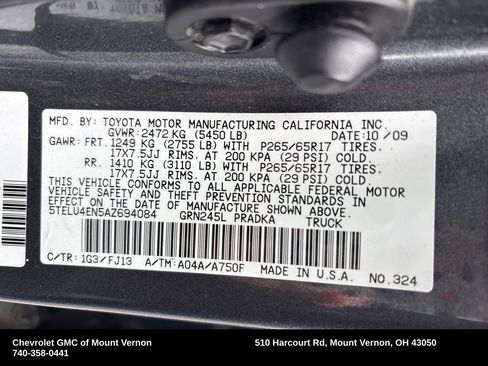 MFD. BY: TOYOTA MOTOR MANUFACTURING CALIFORNIA INC.
GVWR: 2472 KG (5450 LB) DATE: 10/09
GAWR: FRT. 1249 KG (2755 LB) WITH P265/65R17 TIRES,
17X7.5JJ RIMS, AT 200 KPA (29 PSI) COLD.
RR. 1410 KG (3110 LB) WITH P265/65R17 TIRES,
17X7.5JJ RIMS, AT 200 KPA (29 PSI) COLD.
THIS VEHICLE CONFORMS TO ALL APPLICABLE FEDERAL MOTOR
VEHICLE SAFETY AND THEFT PREVENTION STANDARDS IN
EFFECT ON THE DATE OF MANUFACTURE SHOWN ABOVE.
5TELU4EN5AZ694084 GRN245L PRADKA TRUCK
C/TR: 1G3/FJ13 A/TM: A04A/A750F MADE IN U.S.A. NO.324
Chevrolet GMC of Mount Vernon 510 Harcourt Rd, Mount Vernon, OH 43050
740-358-0441